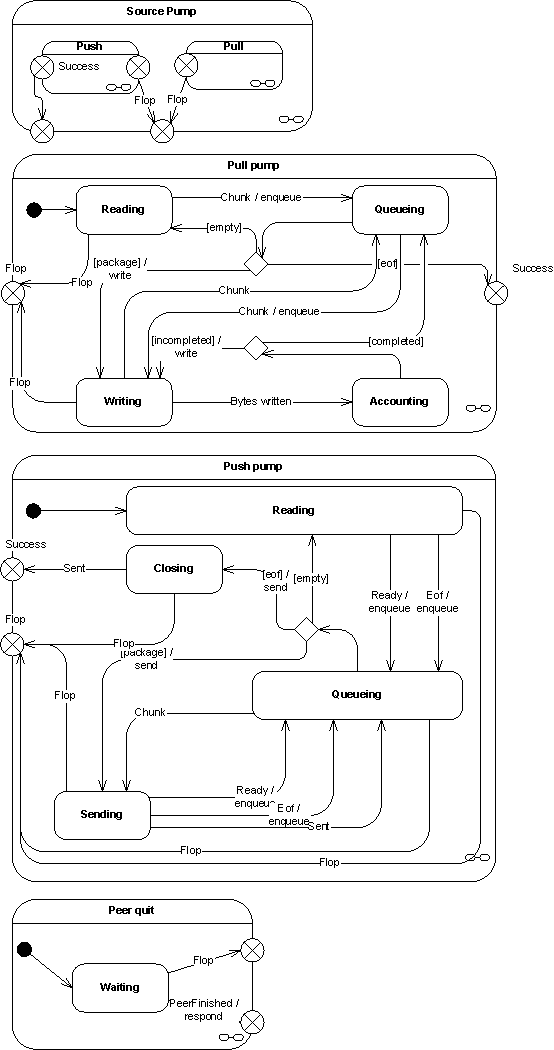 Source Pump
Push
Pull
Success
Flop
Flop
Pull pump
Reading
Chunk / enqueue
Queueing
[empty]
Flop
[package] /
write
[eof]
Success
Flop
Chunk
Chunk / enqueue
[incompleted] /
write
[completed]
Flop
Writing
Bytes written
Accounting
Push pump
Reading
Success
Sent
Closing
[eof] /
send
[empty]
Ready /
enqueue
Eof /
enqueue
Flop
Flop
[package] /
send
Flop
Queueing
Chunk
Ready /
enqueue
Eof /
enqueue
Sent
Sending
Flop
Flop
Peer quit
Flop
Waiting
PeerFinished /
respond